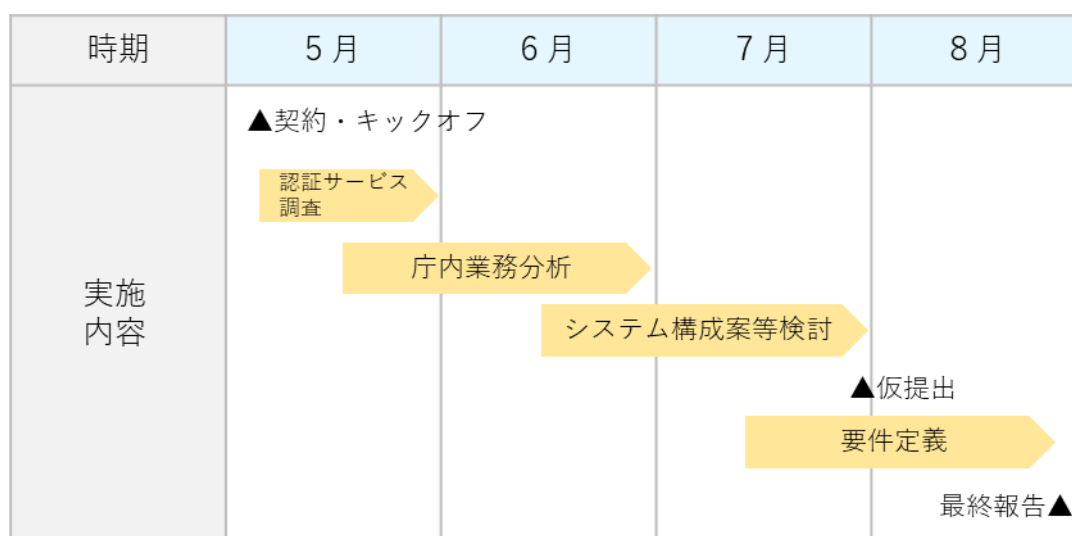 時期
5月
6月
7月
8月
実施
内容
▲契約・キックオフ
認証サービス
調査
庁内業務分析
システム構成案等検討
▲仮提出
要件定義
最終報告▲